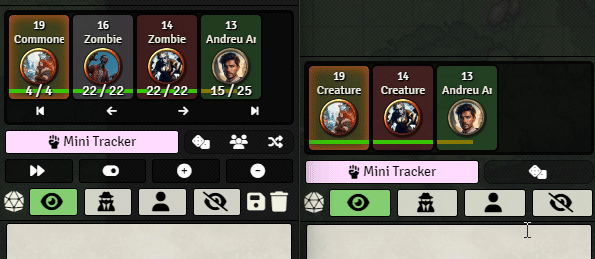 19 16 14 13
Commone Zombie Zombie Andreu Ar
4/4 22/22 22/22 15/25
Mini Tracker
19 14 13
Creature Creature Andreu Ar
Mini Tracker